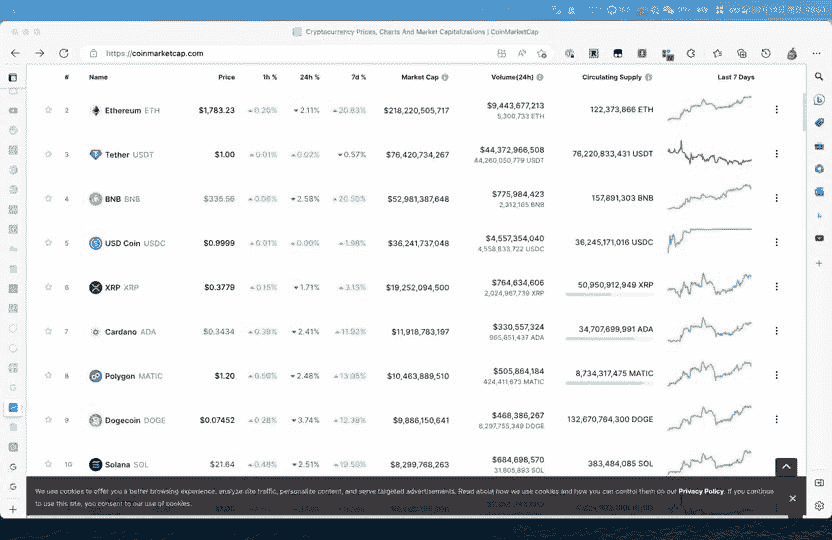 Cryptocurrency Prices, Charts And Market Capitalizations | CoinMarketCap
https://coinmarketcap.com
# Name Price 1h % 24h % 7d % Market Cap Volume(24h) Circulating Supply Last 7 Days
2 Ethereum ETH $1,783.23 0.20% 2.11% 20.83% $218,220,505,717 $9,443,677,213 122,373,866 ETH
5,300,733 ETH
3 Tether USDT $1.00 0.01% 0.02% 0.57% $76,420,734,267 $44,372,966,508 76,220,833,431 USDT
44,260,050,779 USDT
4 BNB BNB $335.56 2.58% 20.50% $52,981,387,648 $775,984,423 157,891,303 BNB
2,312,165 BNB
5 USD Coin USDC $0.9999 0.01% 0.00% 1.98% $36,241,737,048 $4,557,354,040 36,245,171,016 USDC
4,558,833,722 USDC
6 XRP XRP $0.3779 0.15% 1.71% 3.15% $19,252,094,500 $764,634,606 50,950,912,949 XRP
2,024,967,739 XRP
7 Cardano ADA $0.3434 0.39% 2.41% 11.92% $11,918,783,197 $330,557,324 34,707,699,991 ADA
965,651,437 ADA
8 Polygon MATIC $1.20 2.48% $10,463,889,510 $505,864,184 8,734,317,475 MATIC
424,411,673 MATIC
9 Dogecoin DOGE $0.07452 0.28% 3.74% 12.38% $9,886,150,641 $468,386,267 132,670,764,300 DOGE
6,297,755,349 DOGE
10 Solana SOL $21.64 0.48% 2.51% 19.59% $8,299,768,263 $684,698,570 383,484,085 SOL
31,805,893 SOL
We use cookies to offer you a better browsing experience, analyze site traffic, personalize content, and serve targeted advertisements. Read about how we use cookies and how you can control them on our Privacy Policy. If you continue
to use this site, you consent to our use of cookies.